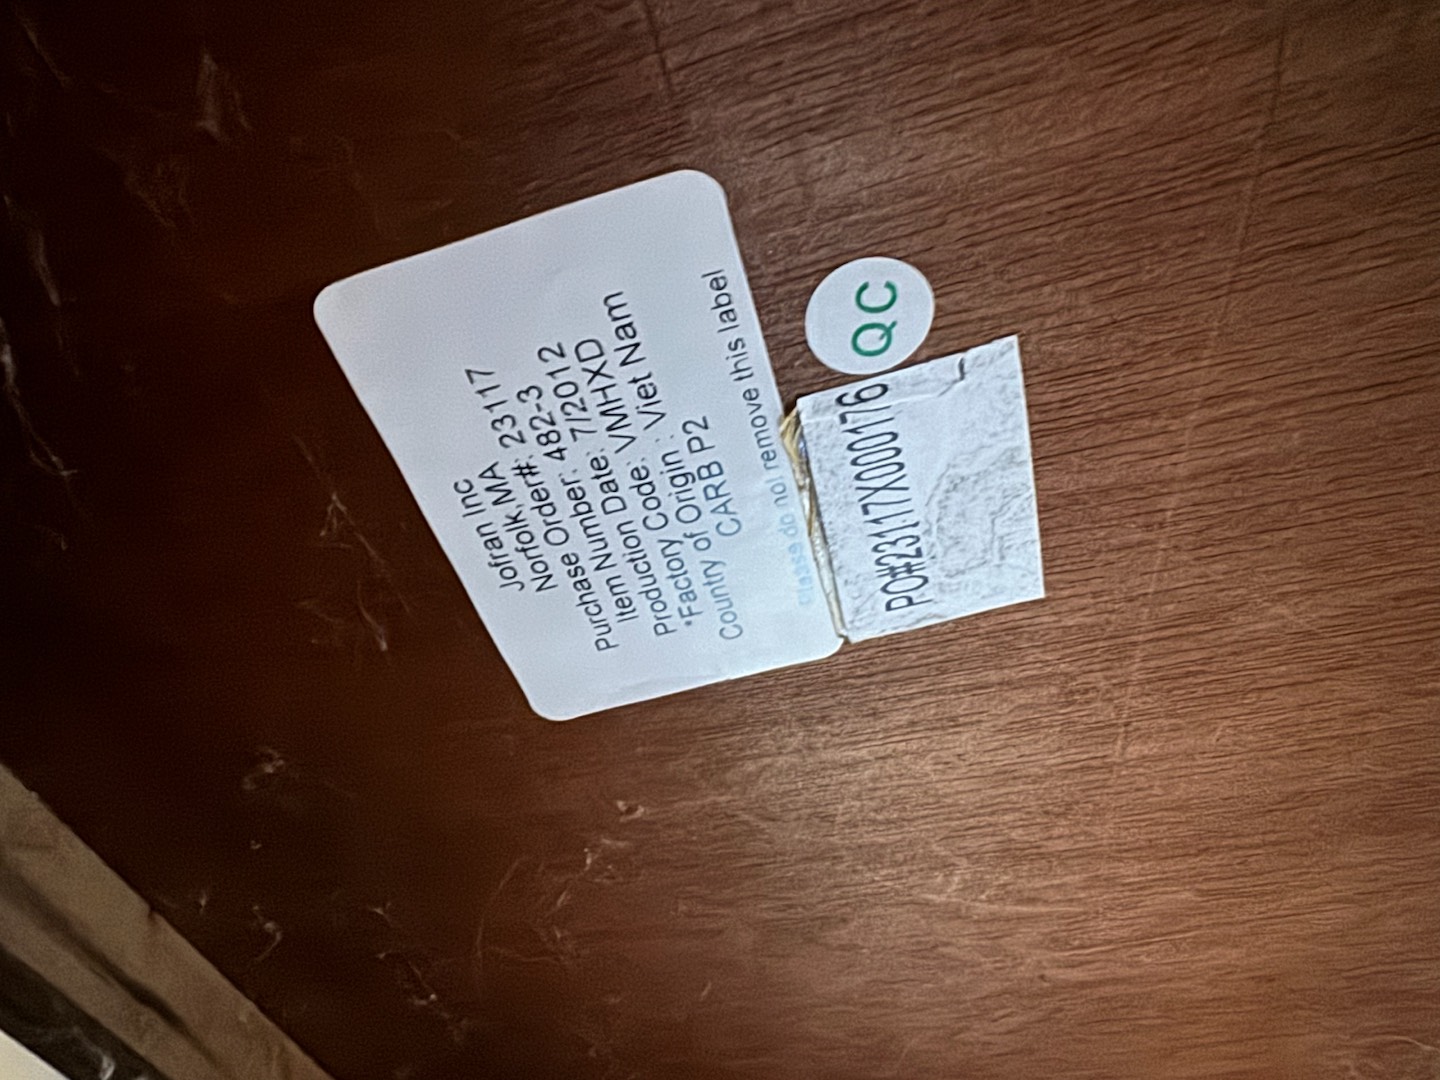 Jofran Inc
Norfolk, MA
Purchase Order#: 23117
Item Number: 482-3
Production Date: 7/2012
*Factory Code: VMHXD
Country of Origin : Viet Nam
CARB P2
Please do not remove this label
QC
PO#23117X000176